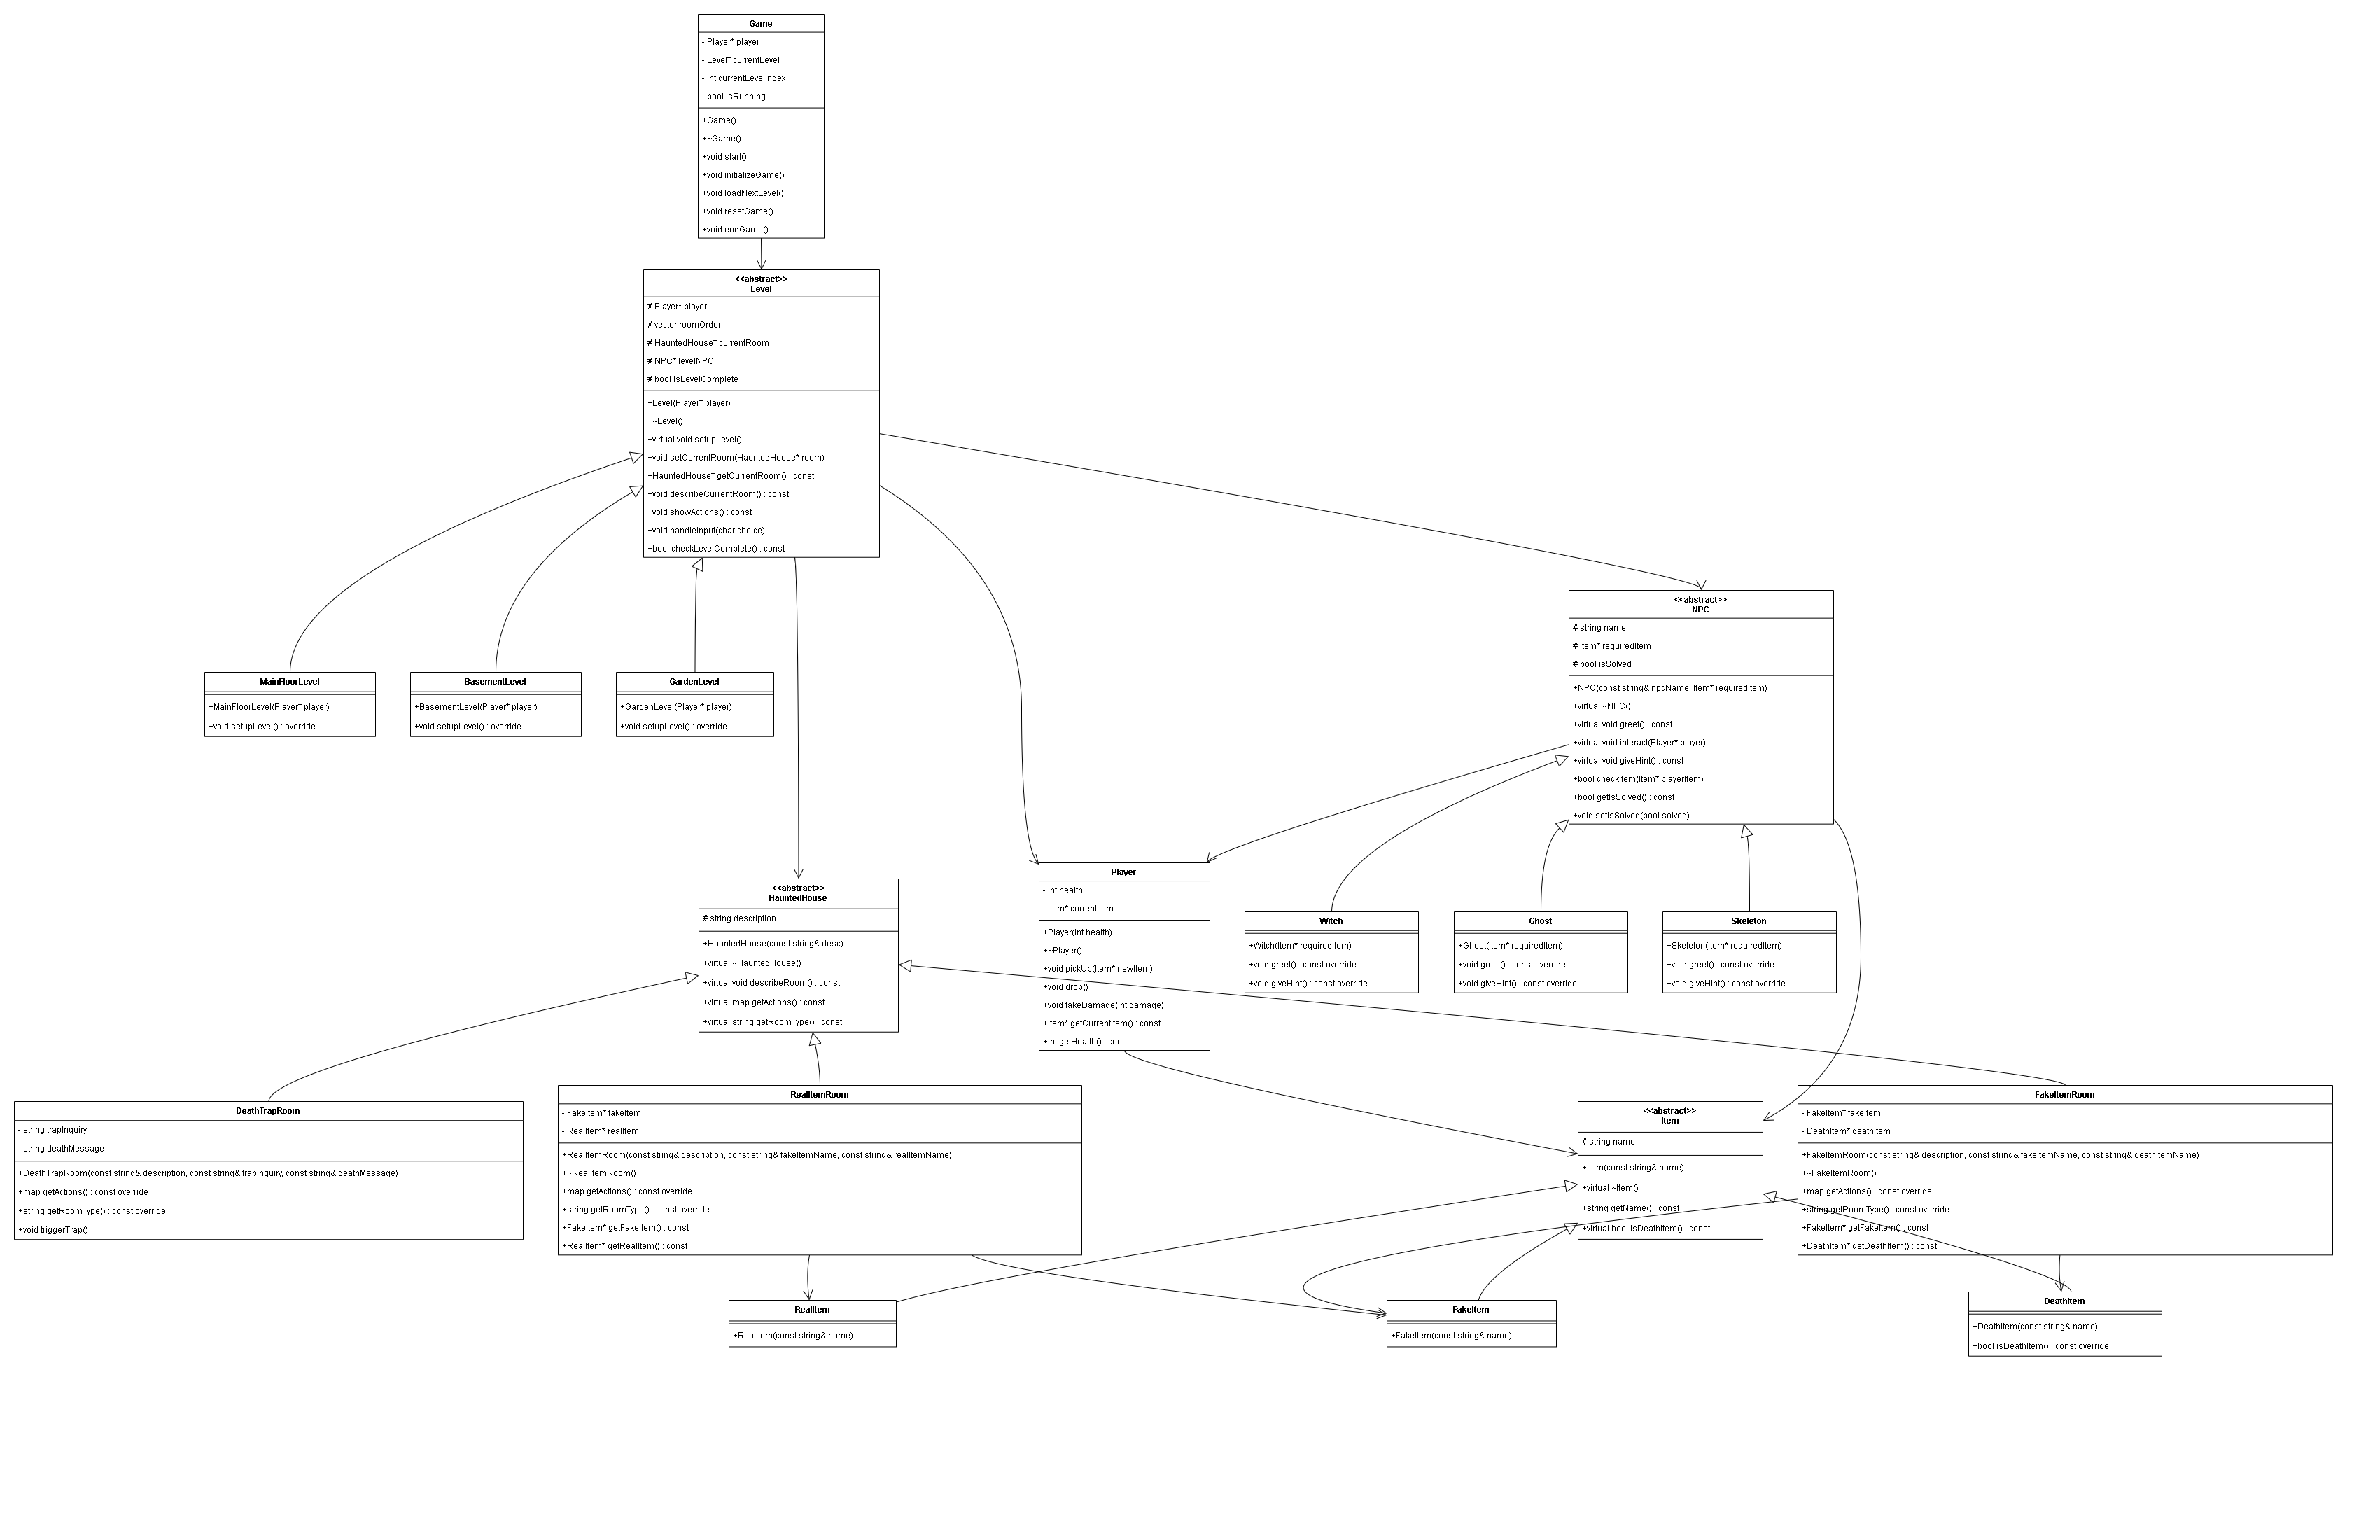 Game
- Player* player
- Level* currentLevel
- int currentLevelIndex
- bool isRunning
+Game()
+~Game()
+void start()
+void initializeGame()
+void loadNextLevel()
+void resetGame()
+void endGame()
<<abstract>>
Level
# Player* player
# vector roomOrder
# HauntedHouse* currentRoom
# NPC* levelNPC
# bool isLevelComplete
+Level(Player* player)
+~Level()
+virtual void setupLevel()
+void setCurrentRoom(HauntedHouse* room)
+HauntedHouse* getCurrentRoom() : const
+void describeCurrentRoom() : const
+void showActions() : const
+void handleInput(char choice)
+bool checkLevelComplete() : const
<<abstract>>
NPC
# string name
# Item* requiredItem
# bool isSolved
+NPC(const string& npcName, Item* requiredItem)
+virtual ~NPC()
+virtual void greet() : const
+virtual void interact(Player* player)
+virtual void giveHint() : const
+bool checkItem(Item* playerItem)
+bool getIsSolved() : const
+void setIsSolved(bool solved)
MainFloorLevel
+MainFloorLevel(Player* player)
+void setupLevel() : override
BasementLevel
+BasementLevel(Player* player)
+void setupLevel() : override
GardenLevel
+GardenLevel(Player* player)
+void setupLevel() : override
<<abstract>>
HauntedHouse
# string description
+HauntedHouse(const string& desc)
+virtual ~HauntedHouse()
+virtual void describeRoom() : const
+virtual map getActions() : const
+virtual string getRoomType() : const
Player
- int health
- Item* currentItem
+Player(int health)
+~Player()
+void pickUp(Item* newItem)
+void drop()
+void takeDamage(int damage)
+Item* getCurrentItem() : const
+int getHealth() : const
Witch
+Witch(Item* requiredItem)
+void greet() : const override
+void giveHint() : const override
Ghost
+Ghost(Item* requiredItem)
+void greet() : const override
+void giveHint() : const override
Skeleton
+Skeleton(Item* requiredItem)
+void greet() : const override
+void giveHint() : const override
DeathTrapRoom
- string trapInquiry
- string deathMessage
+DeathTrapRoom(const string& description, const string& trapInquiry, const string& deathMessage)
+map getActions() : const override
+string getRoomType() : const override
+void triggerTrap()
RealItemRoom
- FakeItem* fakeItem
- RealItem* realItem
+RealItemRoom(const string& description, const string& fakeItemName, const string& realItemName)
+~RealItemRoom()
+map getActions() : const override
+string getRoomType() : const override
+FakeItem* getFakeItem() : const
+RealItem* getRealItem() : const
<<abstract>>
Item
# string name
+Item(const string& name)
+virtual ~Item()
+string getName() : const
+virtual bool isDeathItem() : const
FakeItemRoom
- FakeItem* fakeItem
- DeathItem* deathItem
+FakeItemRoom(const string& description, const string& fakeItemName, const string& deathItemName)
+~FakeItemRoom()
+map getActions() : const override
+string getRoomType() : const override
+FakeItem* getFakeItem() : const
+DeathItem* getDeathItem() : const
RealItem
+RealItem(const string& name)
FakeItem
+FakeItem(const string& name)
DeathItem
+DeathItem(const string& name)
+bool isDeathItem() : const override